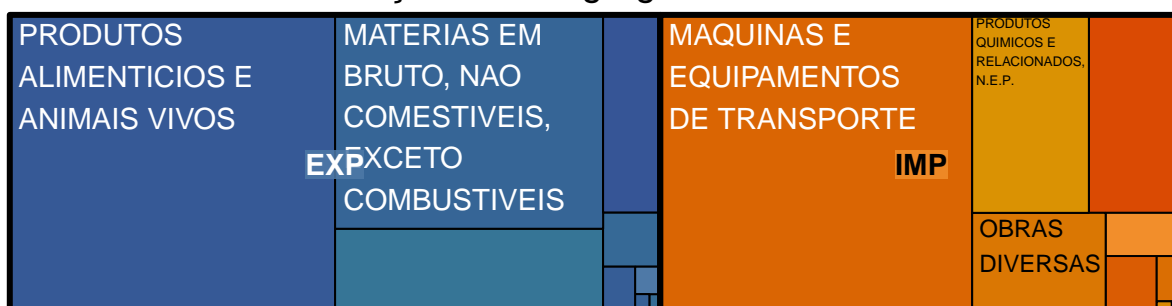 PRODUTOS
ALIMENTICIOS E
ANIMAIS VIVOS
MATERIAS EM
BRUTO, NAO
COMESTIVEIS,
EXCETO
COMBUSTIVEIS
EXP
MAQUINAS E
EQUIPAMENTOS
DE TRANSPORTE
IMP
PRODUTOS
QUIMICOS E
RELACIONADOS,
N.E.P.
OBRAS
DIVERSAS